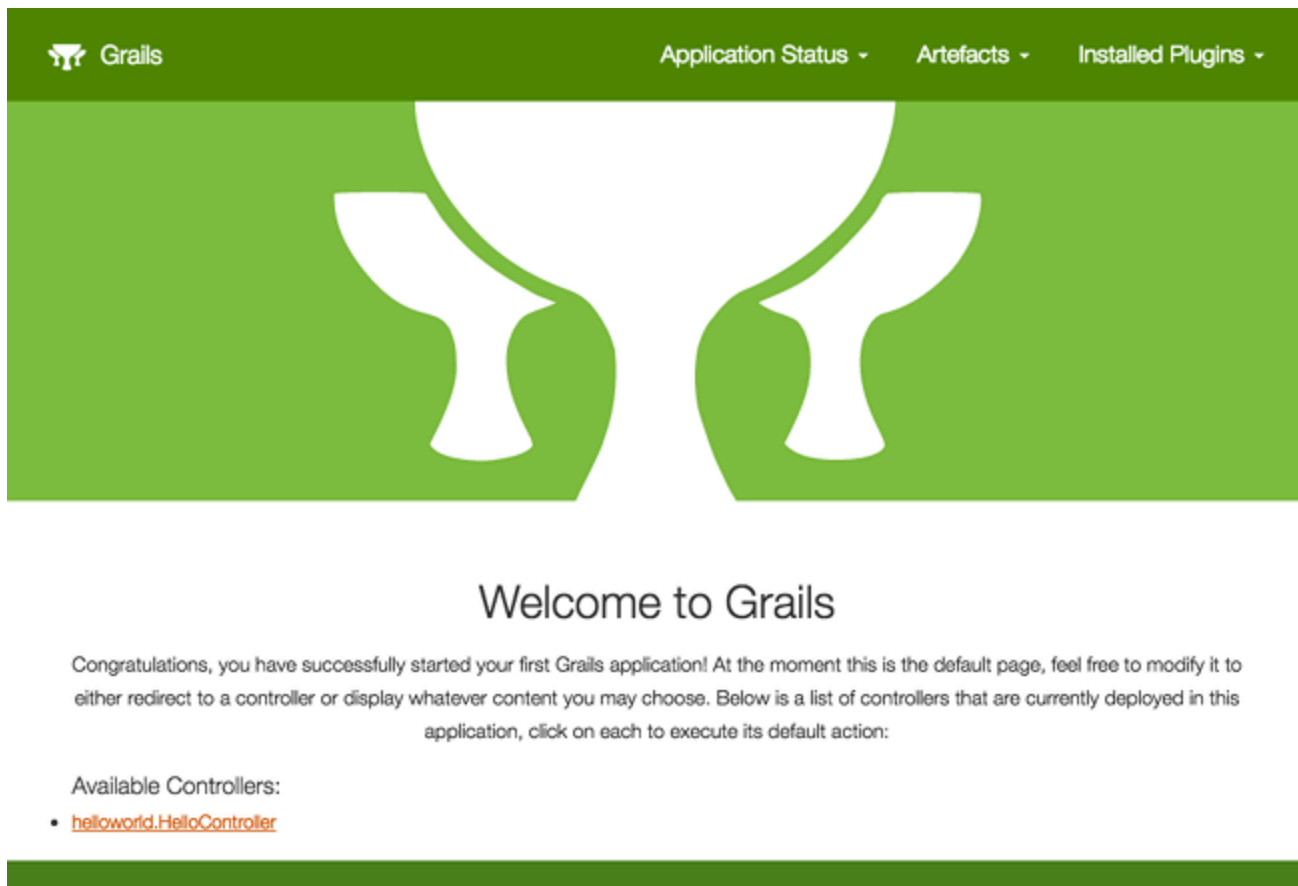 Grails
Application Status
Artefacts
Installed Plugins
Welcome to Grails
Congratulations, you have successfully started your first Grails application! At the moment this is the default page, feel free to modify it to
either redirect to a controller or display whatever content you may choose. Below is a list of controllers that are currently deployed in this
application, click on each to execute its default action:
Available Controllers:
helloworld.HelloController